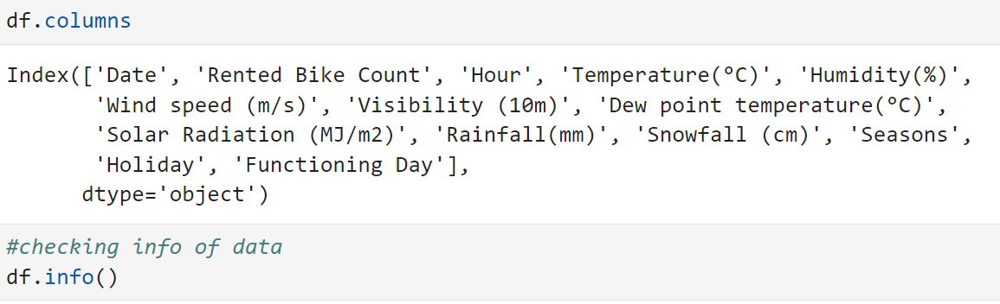 df.columns
Index(['Date', 'Rented Bike Count', 'Hour', 'Temperature(°C)', 'Humidity(%)',
'Wind speed (m/s)', 'Visibility (10m)', 'Dew point temperature(°C)',
'Solar Radiation (MJ/m2)', 'Rainfall(mm)', 'Snowfall (cm)', 'Seasons',
'Holiday', 'Functioning Day'],
dtype='object')
#checking info of data
df.info()